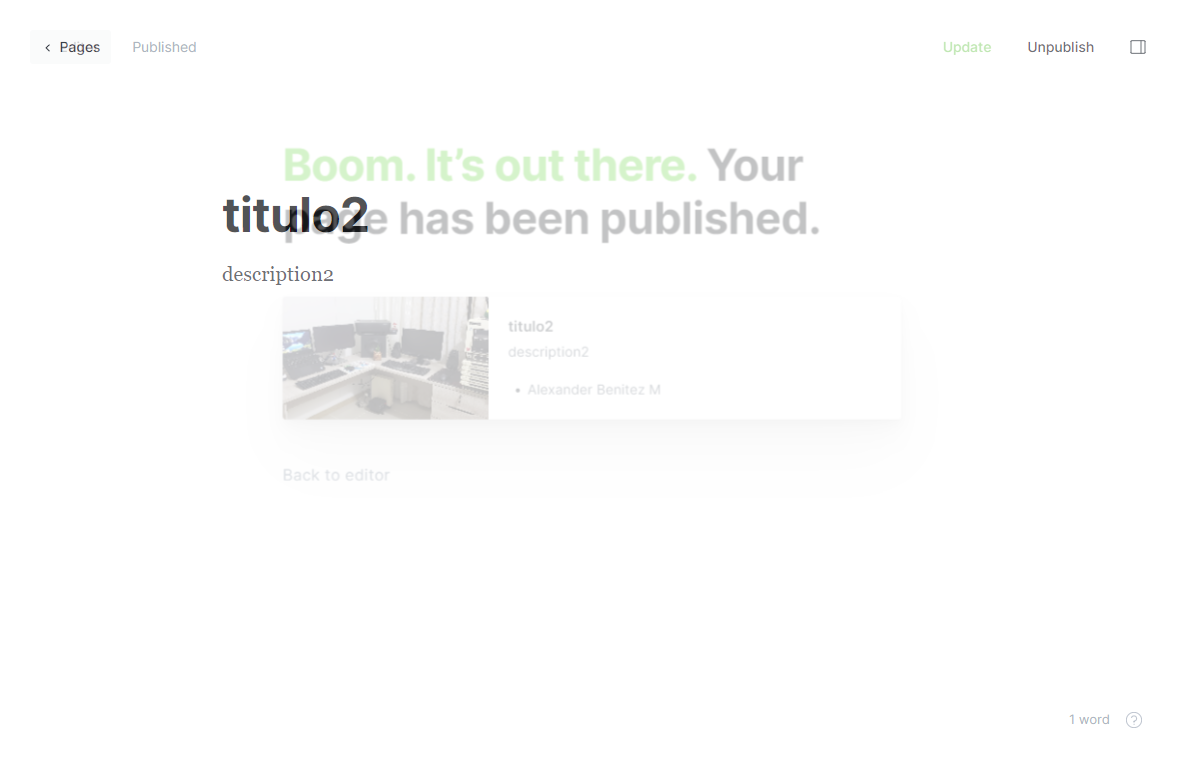 Pages
Published
Update
Unpublish
Boom. It's out there. Your
page has been published.
titulo2
description2
titulo2
description2
• Alexander Benitez M
Back to editor
1 word
?